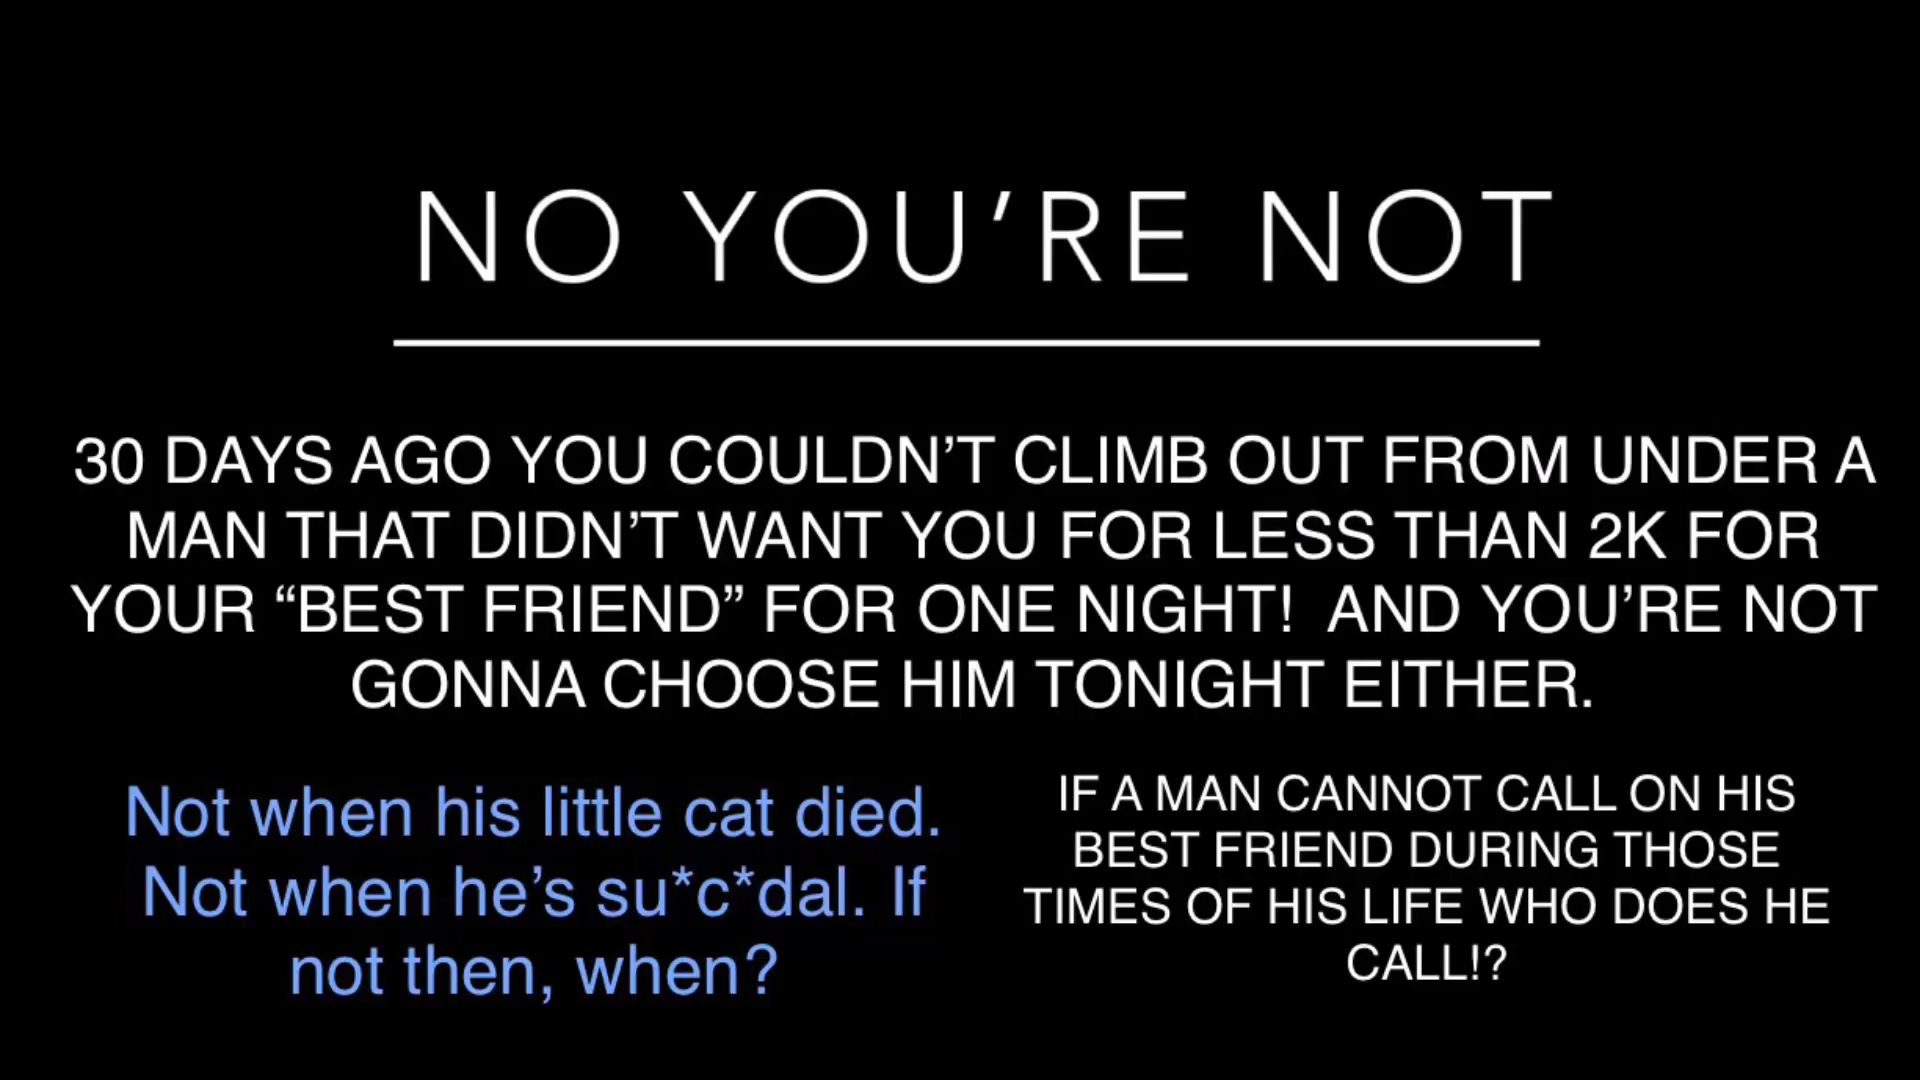 NO YOU’RE NOT
30 DAYS AGO YOU COULDN’T CLIMB OUT FROM UNDER A
MAN THAT DIDN’T WANT YOU FOR LESS THAN 2K FOR
YOUR “BEST FRIEND” FOR ONE NIGHT!  AND YOU’RE NOT
GONNA CHOOSE HIM TONIGHT EITHER.
Not when his little cat died.
Not when he’s su*c*dal. If
not then, when?
IF A MAN CANNOT CALL ON HIS
BEST FRIEND DURING THOSE
TIMES OF HIS LIFE WHO DOES HE
CALL!?